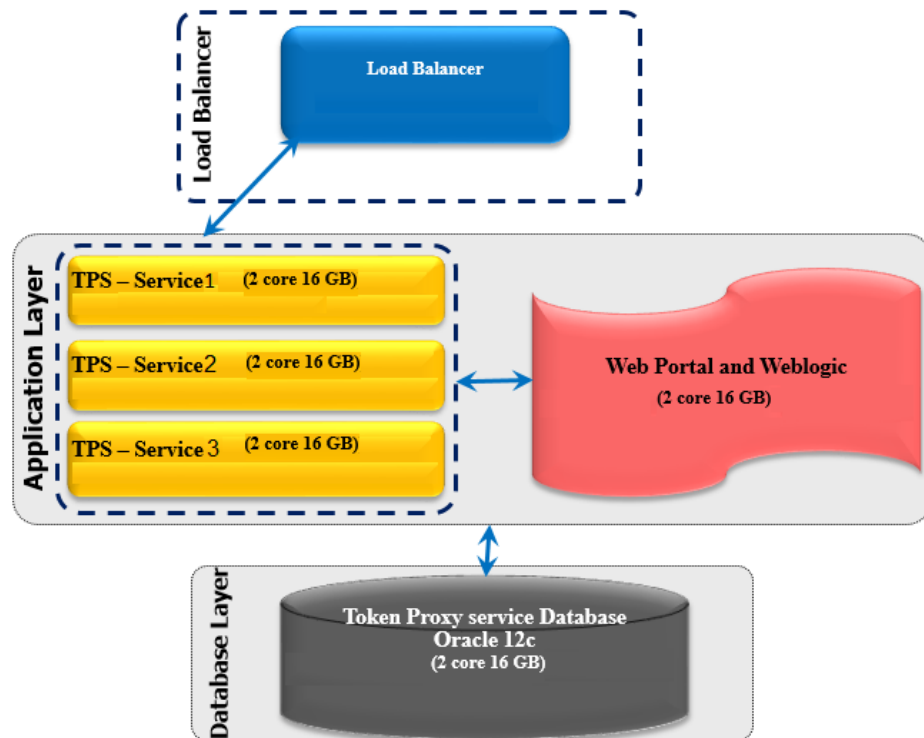 Load Balancer
Load Balancer
Application Layer
TPS – Service1 (2 core 16 GB)
TPS – Service2 (2 core 16 GB)
TPS – Service 3 (2 core 16 GB)
Web Portal and Weblogic
(2 core 16 GB)
Database Layer
Token Proxy service Database
Oracle 12c
(2 core 16 GB)